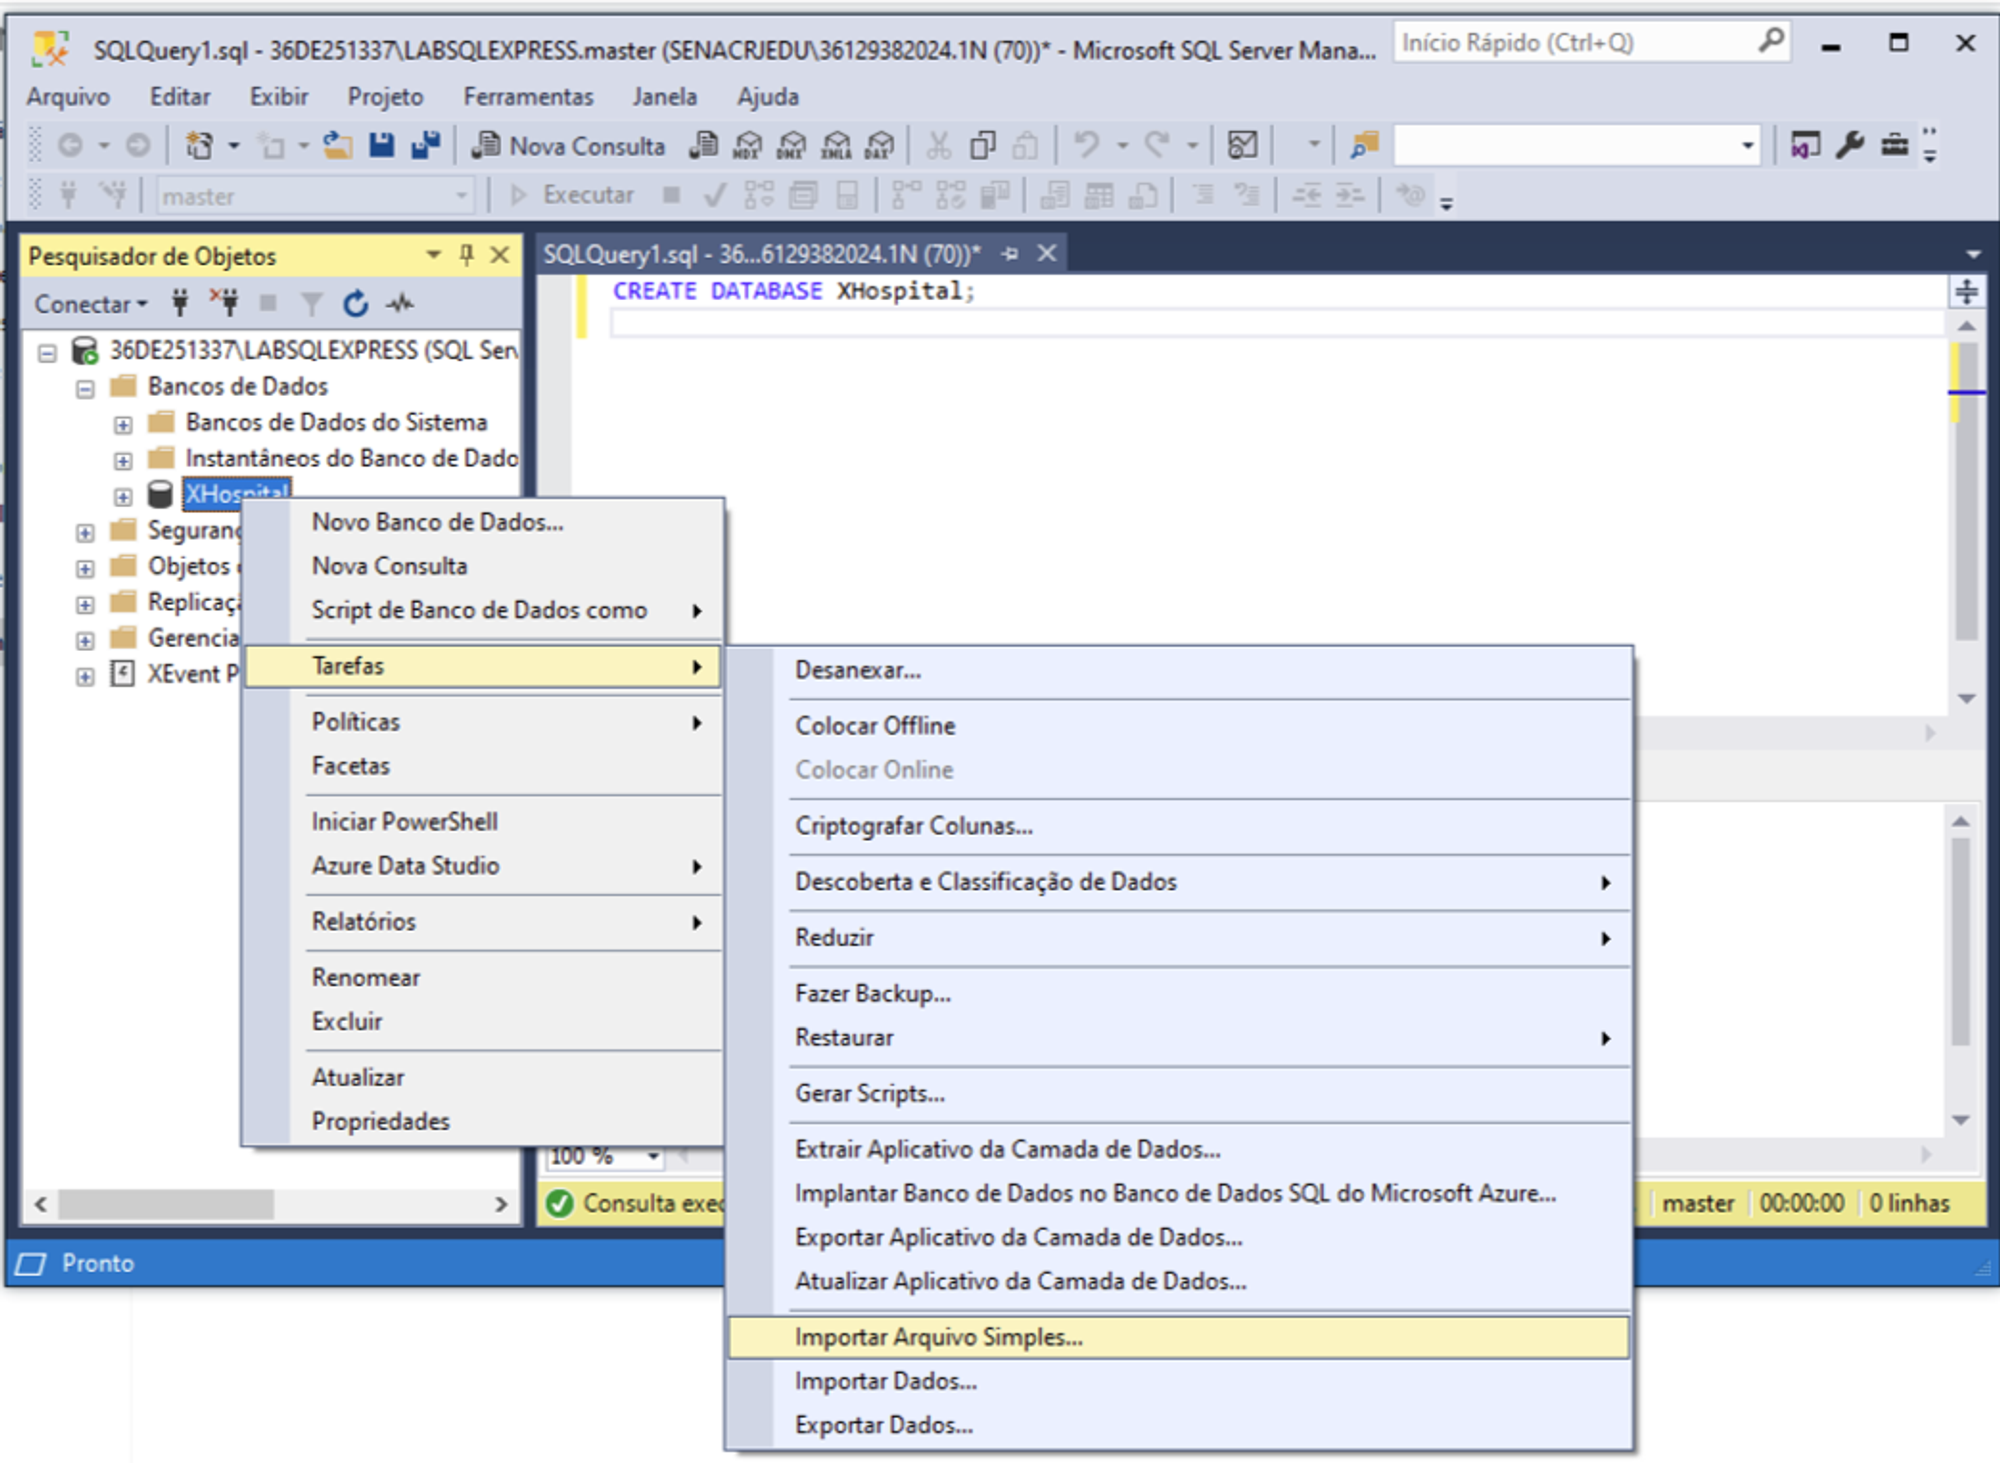 SQLQuery1.sql - 36DE251337\LABSQLEXPRESS.master (SENACRJEDU\36129382024.1N (70))* - Microsoft SQL Server Mana...
Início Rápido (Ctrl+Q)
Arquivo Editar Exibir Projeto Ferramentas Janela Ajuda
Nova Consulta MDX DMX XMLA DAX
master Executar
Pesquisador de Objetos
SQLQuery1.sql - 36...6129382024.1N (70))*
Conectar
CREATE DATABASE XHospital;
36DE251337\LABSQLEXPRESS (SQL Ser
Bancos de Dados
Bancos de Dados do Sistema
Instantâneos do Banco de Dado
XHospital
Seguranç
Objetos
Replicaçã
Gerencia
XEvent P
Novo Banco de Dados...
Nova Consulta
Script de Banco de Dados como
Tarefas
Políticas
Facetas
Iniciar PowerShell
Azure Data Studio
Relatórios
Renomear
Excluir
Atualizar
Propriedades
Desanexar...
Colocar Offline
Colocar Online
Criptografar Colunas...
Descoberta e Classificação de Dados
Reduzir
Fazer Backup...
Restaurar
Gerar Scripts...
Extrair Aplicativo da Camada de Dados...
Implantar Banco de Dados no Banco de Dados SQL do Microsoft Azure...
Exportar Aplicativo da Camada de Dados...
Atualizar Aplicativo da Camada de Dados...
Importar Arquivo Simples...
Importar Dados...
Exportar Dados...
100 %
Consulta exec
master 00:00:00 0 linhas
Pronto